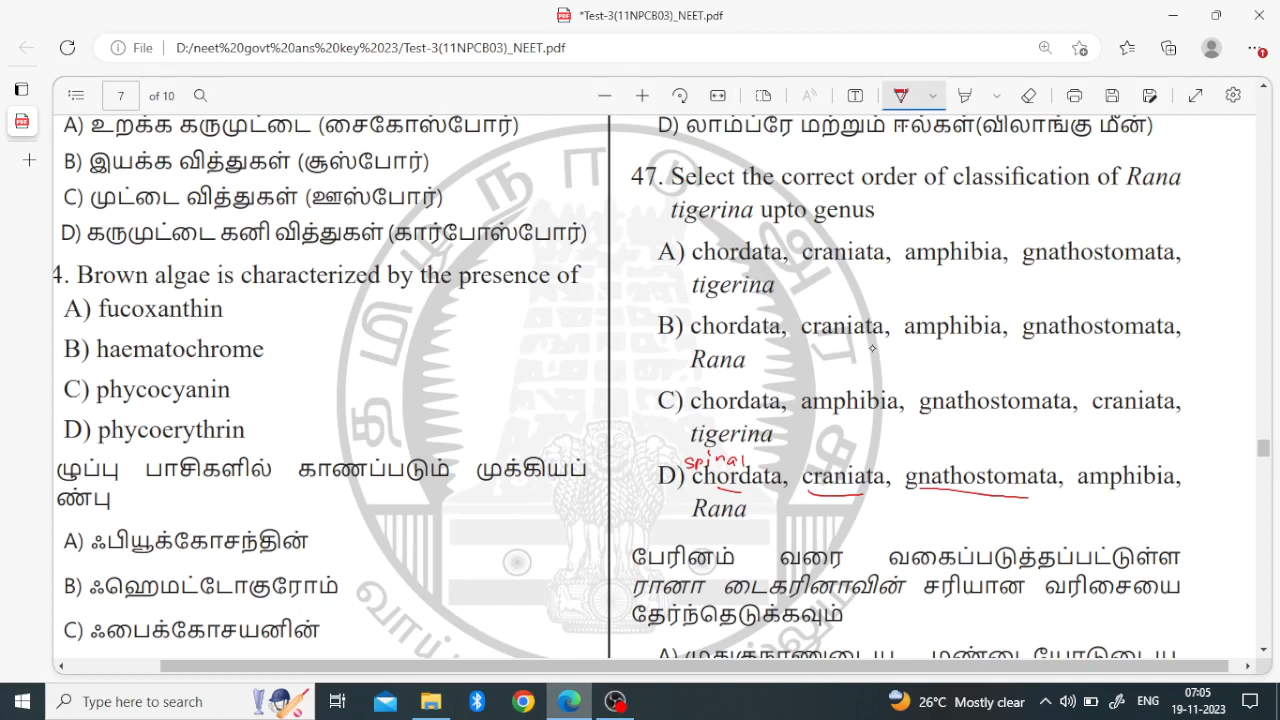 *Test-3(11NPCB03)_NEET.pdf
File
D:/neet%20govt%20ans%20key%202023/Test-3(11NPCB03)_NEET.pdf
7 of 10
A) உறக்க கருமுட்டை (சைகோஸ்போர்)
B) இயக்க வித்துகள் (சூஸ்போர்)
C) முட்டை வித்துகள் (ஊஸ்போர்)
D) கருமுட்டை கனி வித்துகள் (கார்போஸ்போர்)
4. Brown algae is characterized by the presence of
A) fucoxanthin
B) haematochrome
C) phycocyanin
D) phycoerythrin
ழுப்பு பாசிகளில் காணப்படும் முக்கியப்
ண்பு
A) ஃபியூக்கோசந்தின்
B) ஃஹெமட்டோகுரோம்
C) ஃபைக்கோசயனின்
D) லாம்ப்ரே மற்றும் ஈல்கள்(விலாங்கு மீன்)
47. Select the correct order of classification of Rana
tigerina upto genus
A) chordata, craniata, amphibia, gnathostomata,
tigerina
B) chordata, craniata, amphibia, gnathostomata,
Rana
C) chordata, amphibia, gnathostomata, craniata,
tigerina
spinal
D) chordata, craniata, gnathostomata, amphibia,
Rana
பேரினம் வரை வகைப்படுத்தப்பட்டுள்ள
ரானா டைகரினாவின் சரியான வரிசையை
தேர்ந்தெடுக்கவும்
A) முதுகுநாணுடைய, மண்டையோடுடைய,
Type here to search
26°C Mostly clear
ENG
07:05
19-11-2023